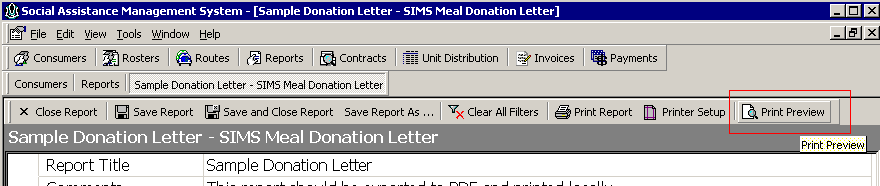 Social Assistance Management System - [Sample Donation Letter - SIMS Meal Donation Letter]
File Edit View Tools Window Help
Consumers Rosters Routes Reports Contracts Unit Distribution Invoices Payments
Consumers Reports Sample Donation Letter - SIMS Meal Donation Letter
Close Report Save Report Save and Close Report Save Report As ... Clear All Filters Print Report Printer Setup Print Preview
Sample Donation Letter - SIMS Meal Donation Letter
Print Preview
Report Title Sample Donation Letter
Comments This report should be exported to PDF and printed locally